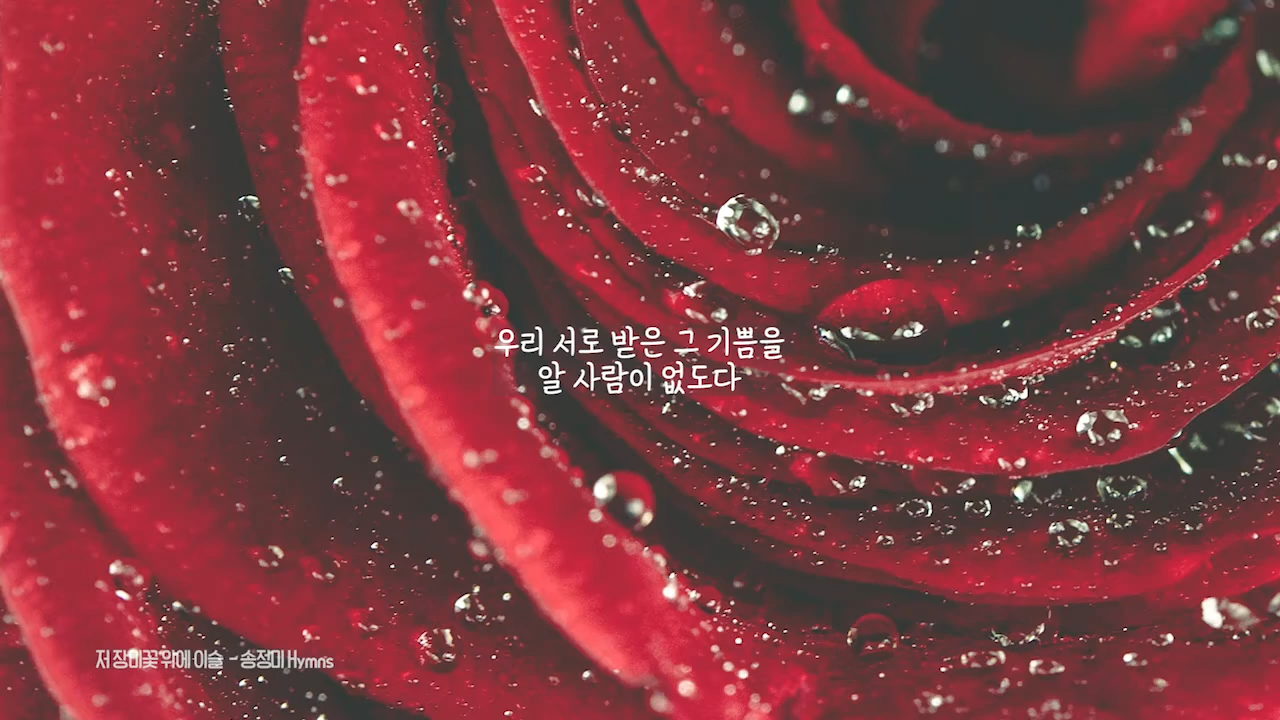 우리 서로 받은 그 기쁨을
알 사람이 없도다
저 장미꽃 위에 이슬 - 송정미 Hymns